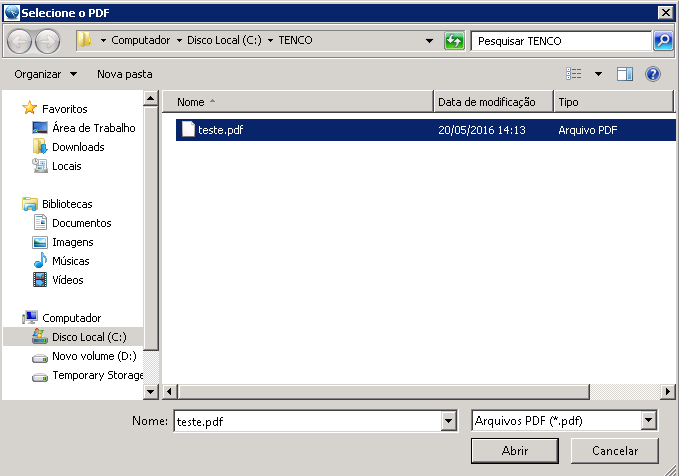 Selecione o PDF
Computador Disco Local (C:) TENCO
Pesquisar TENCO
Organizar Nova pasta
Nome Data de modificação Tipo
teste.pdf 20/05/2016 14:13 Arquivo PDF
Favoritos
Área de Trabalho
Downloads
Locais
Bibliotecas
Documentos
Imagens
Músicas
Vídeos
Computador
Disco Local (C:)
Novo volume (D:)
Temporary Storage
Nome: teste.pdf Arquivos PDF (*.pdf)
Abrir Cancelar